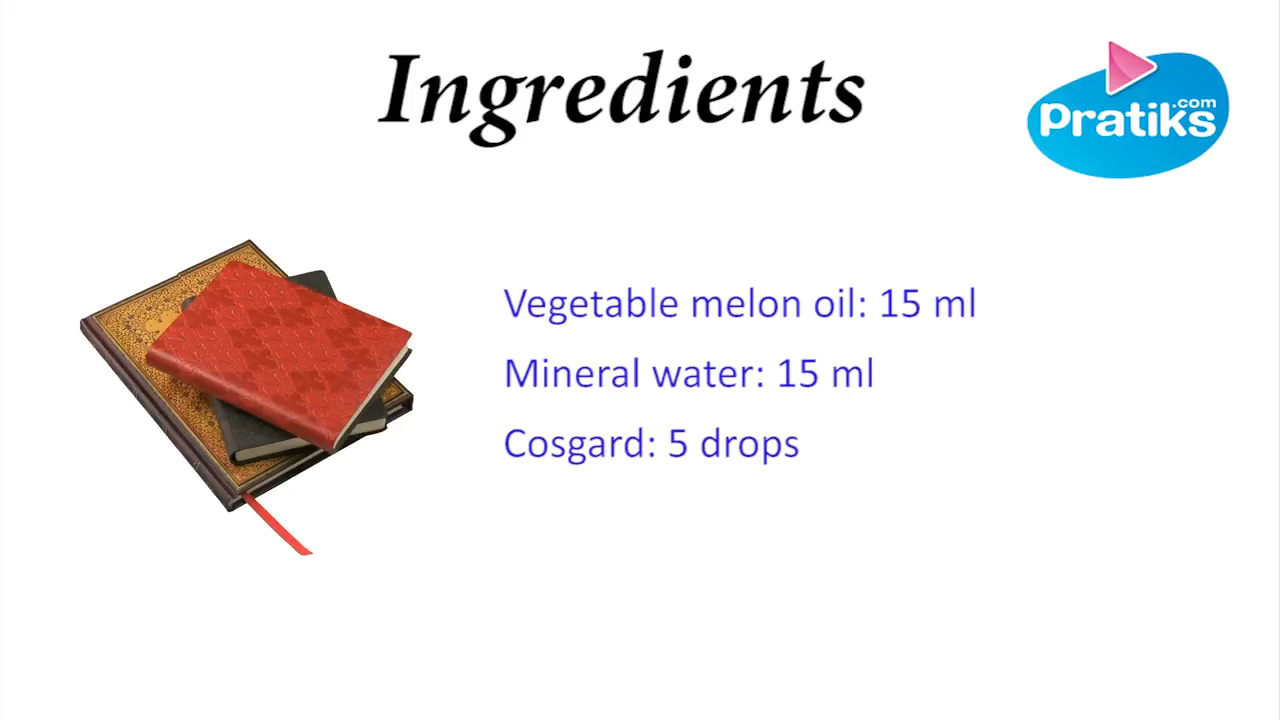 Ingredients
Pratiks.com
Vegetable melon oil: 15 ml
Mineral water: 15 ml
Cosgard: 5 drops